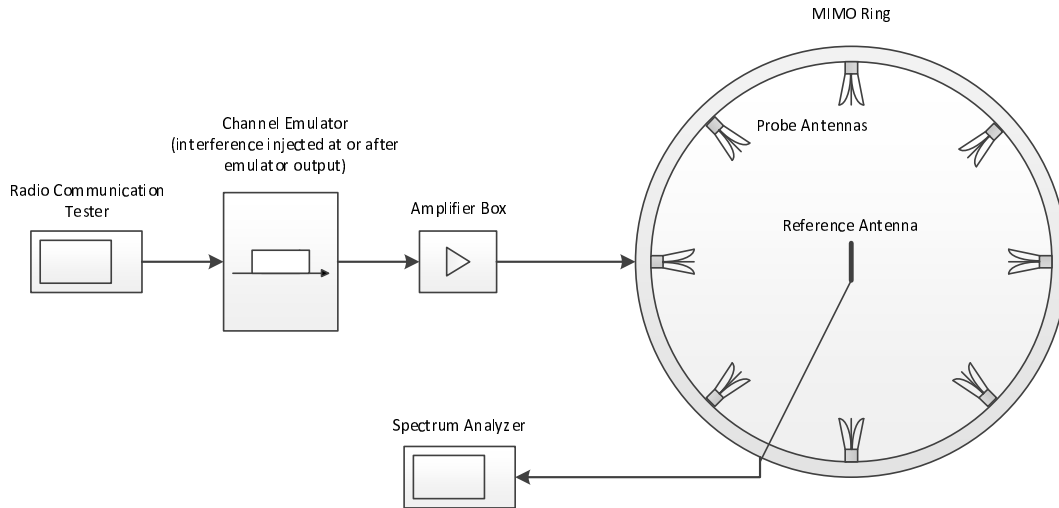 MIMO Ring
Channel Emulator
(interference injected at or after
emulator output)
Probe Antennas
Radio Communication
Tester
Amplifier Box
Reference Antenna
Spectrum Analyzer